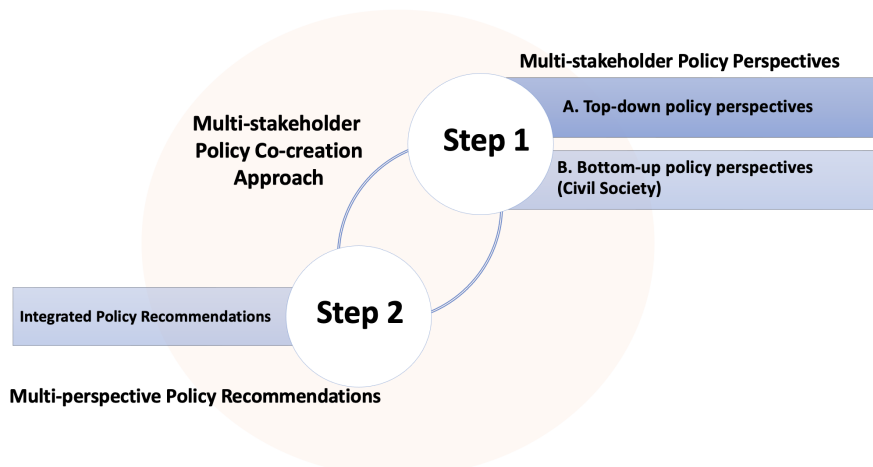 Multi-stakeholder Policy Perspectives
A. Top-down policy perspectives
Multi-stakeholder
Policy Co-creation
Approach
Step 1
B. Bottom-up policy perspectives
(Civil Society)
Integrated Policy Recommendations
Step 2
Multi-perspective Policy Recommendations